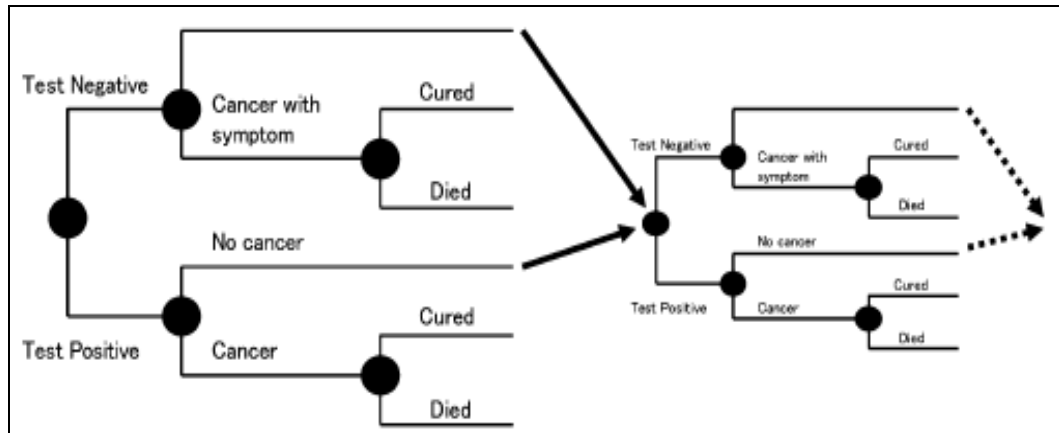 Test Negative
Cancer with
symptom
Cured
Died
No cancer
Test Positive
Cancer
Cured
Died
Test Negative
Cancer with
symptom
Cured
Died
No cancer
Test Positive
Cancer
Cured
Died